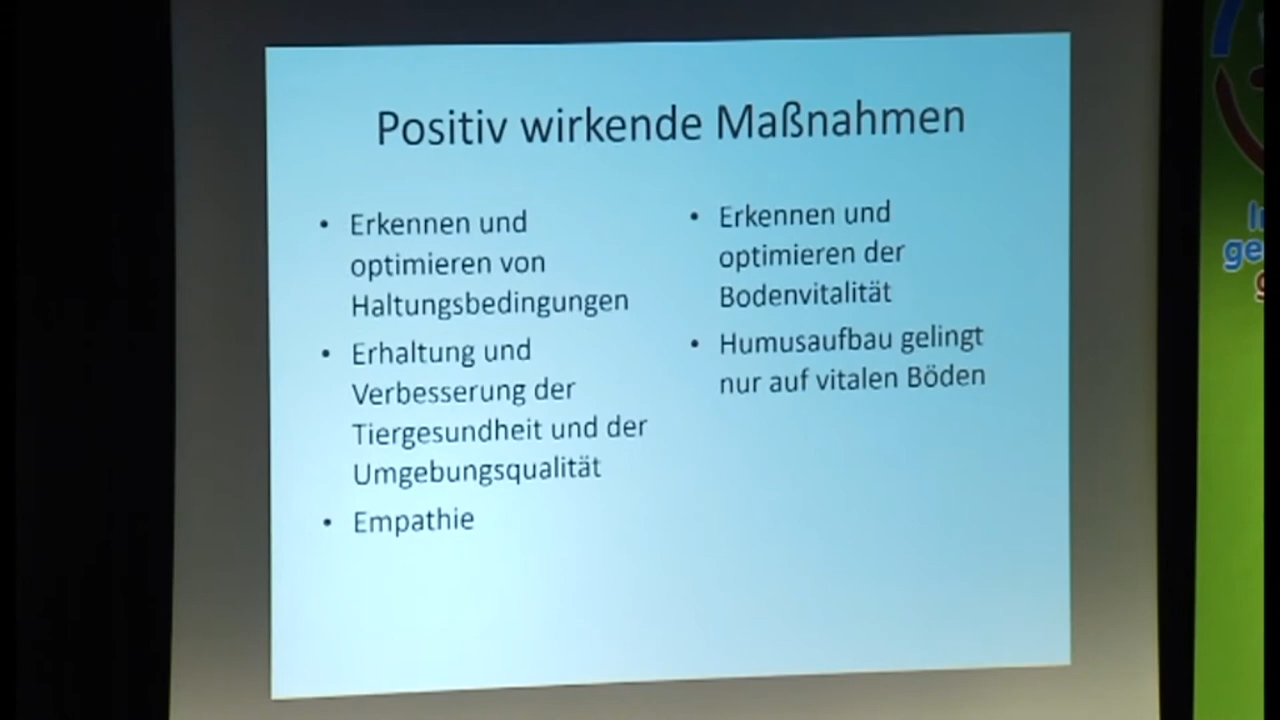 Positiv wirkende Maßnahmen
• Erkennen und
optimieren von
Haltungsbedingungen
• Erhaltung und
Verbesserung der
Tiergesundheit und der
Umgebungsqualität
• Empathie
• Erkennen und
optimieren der
Bodenvitalität
• Humusaufbau gelingt
nur auf vitalen Böden